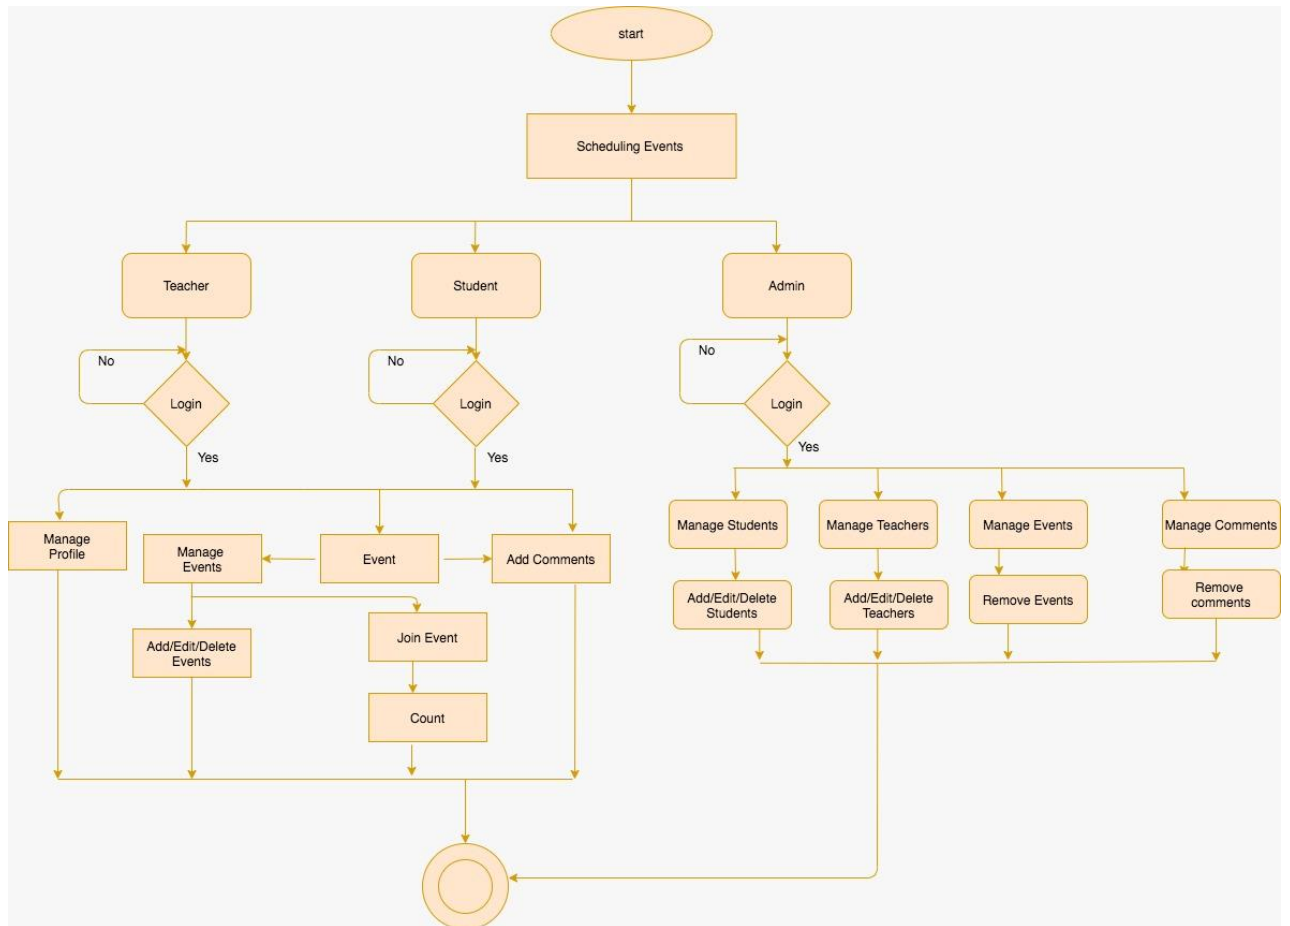 start
Scheduling Events
Teacher
Student
Admin
No
No
No
Login
Login
Login
Yes
Yes
Yes
Manage
Profile
Manage
Events
Event
Add Comments
Manage Students
Manage Teachers
Manage Events
Manage Comments
Add/Edit/Delete
Students
Add/Edit/Delete
Teachers
Remove Events
Remove
comments
Add/Edit/Delete
Events
Join Event
Count